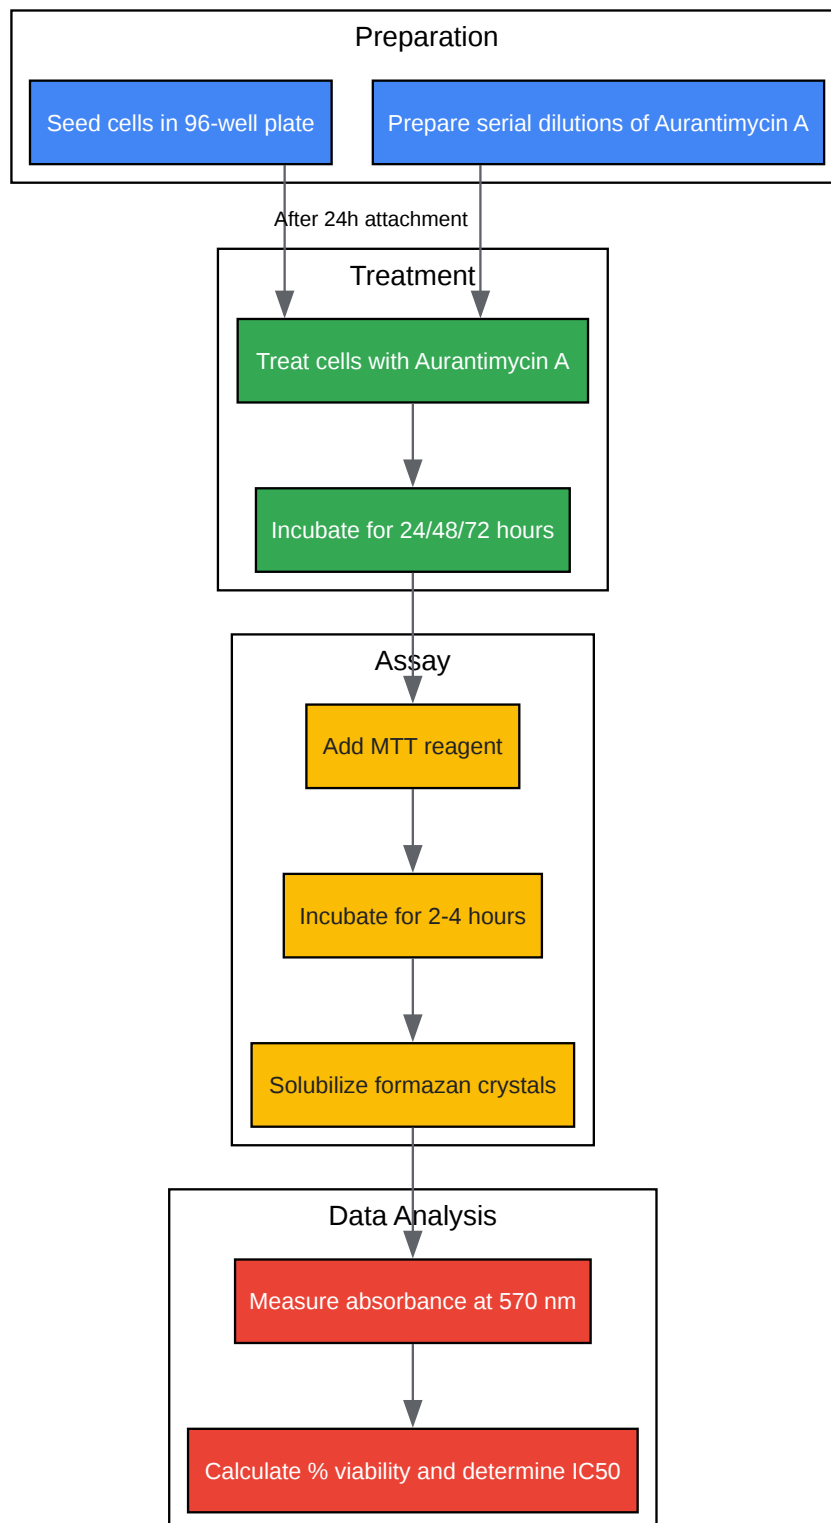 Preparation
Seed cells in 96-well plate
Prepare serial dilutions of Aurantimycin A
After 24h attachment
Treatment
Treat cells with Aurantimycin A
Incubate for 24/48/72 hours
Assay
Add MTT reagent
Incubate for 2-4 hours
Solubilize formazan crystals
Data Analysis
Measure absorbance at 570 nm
Calculate % viability and determine IC50